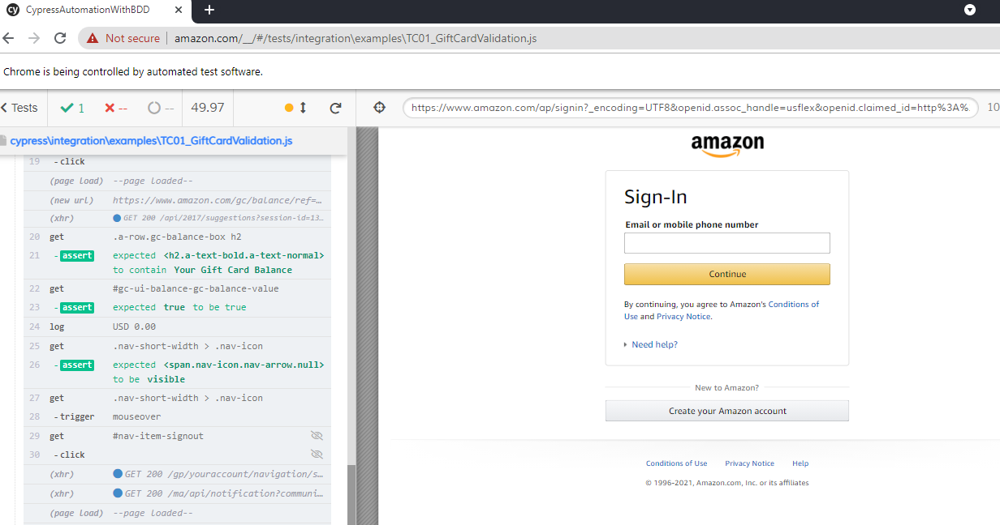 cy CypressAutomationWithBDD
Not secure amazon.com/__/#/tests/integration\examples\TC01_GiftCardValidation.js
Chrome is being controlled by automated test software.
Tests 1 -- -- 49.97
https://www.amazon.com/ap/signin?_encoding=UTF8&openid.assoc_handle=usflex&openid.claimed_id=http%3A% 10
cypress\integration\examples\TC01_GiftCardValidation.js
19 -click
(page load) --page loaded--
(new url) https://www.amazon.com/gc/balance/ref=…
(xhr) GET 200 /api/2017/suggestions?session-id=13…
20 get .a-row.gc-balance-box h2
21 -assert expected <h2.a-text-bold.a-text-normal>
to contain Your Gift Card Balance
22 get #gc-ui-balance-gc-balance-value
23 -assert expected true to be true
24 log USD 0.00
25 get .nav-short-width > .nav-icon
26 -assert expected <span.nav-icon.nav-arrow.null>
to be visible
27 get .nav-short-width > .nav-icon
28 -trigger mouseover
29 get #nav-item-signout
30 -click
(xhr) GET 200 /gp/youraccount/navigation/s…
(xhr) GET 200 /ma/api/notification?communi…
(page load) --page loaded--
amazon
Sign-In
Email or mobile phone number
Continue
By continuing, you agree to Amazon's Conditions of
Use and Privacy Notice.
Need help?
New to Amazon?
Create your Amazon account
Conditions of Use Privacy Notice Help
© 1996-2021, Amazon.com, Inc. or its affiliates